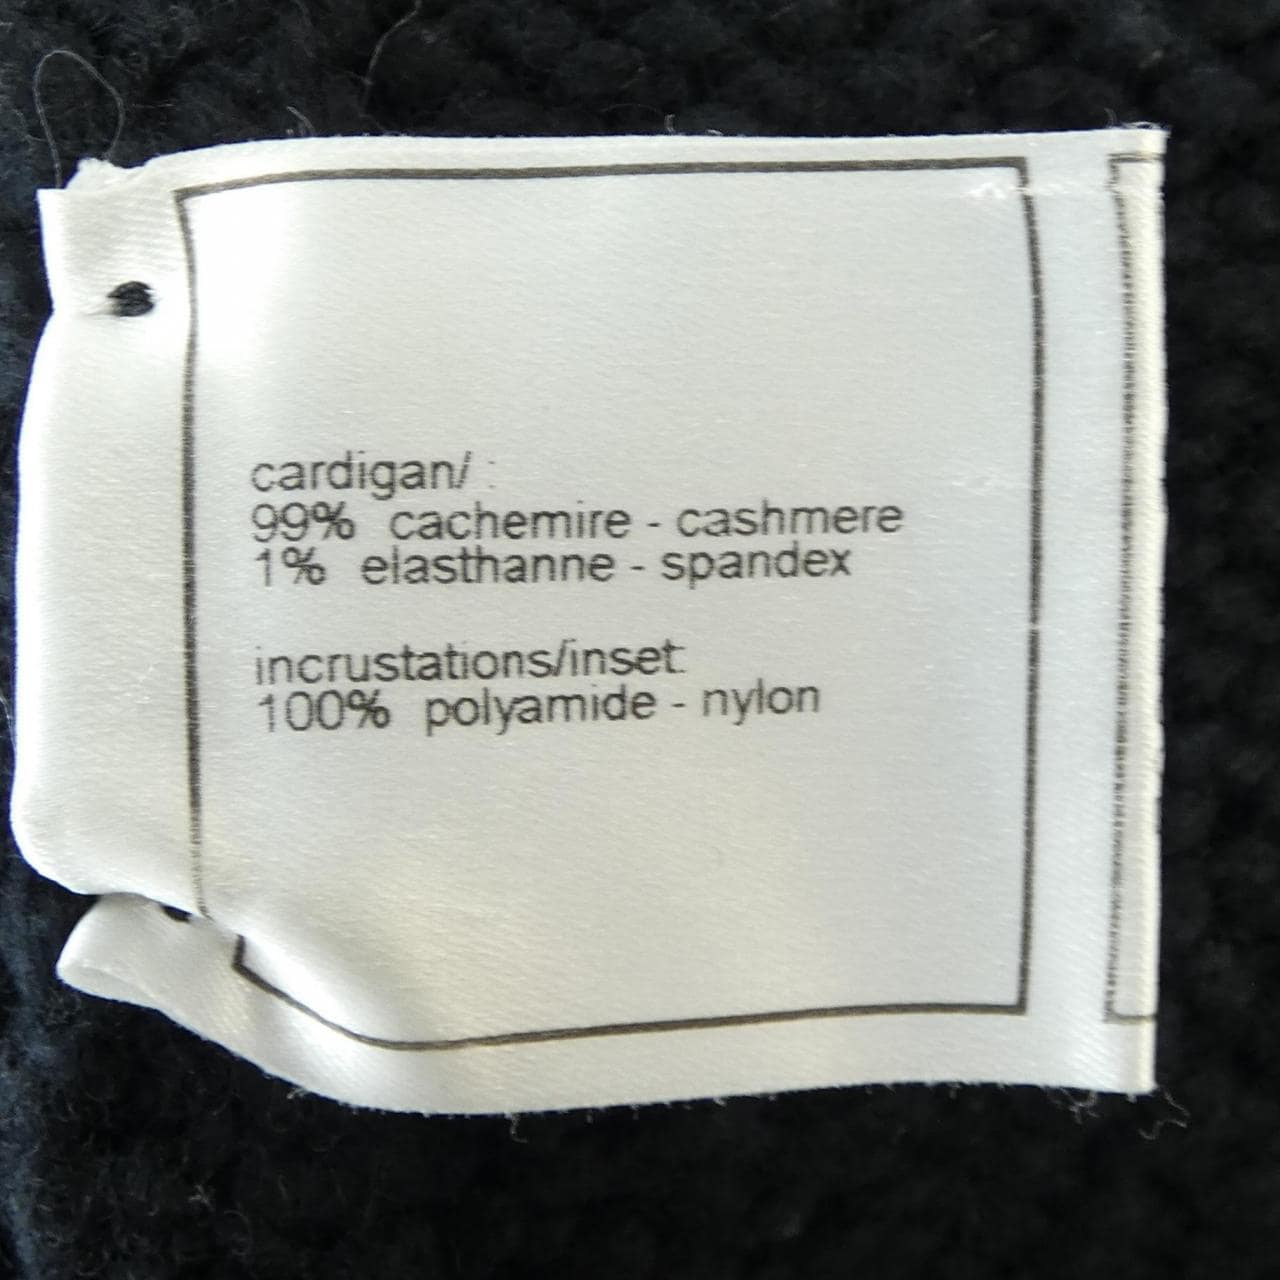 cardigan/ :
99% cachemire - cashmere
1% elasthanne - spandex
incrustations/inset:
100% polyamide - nylon